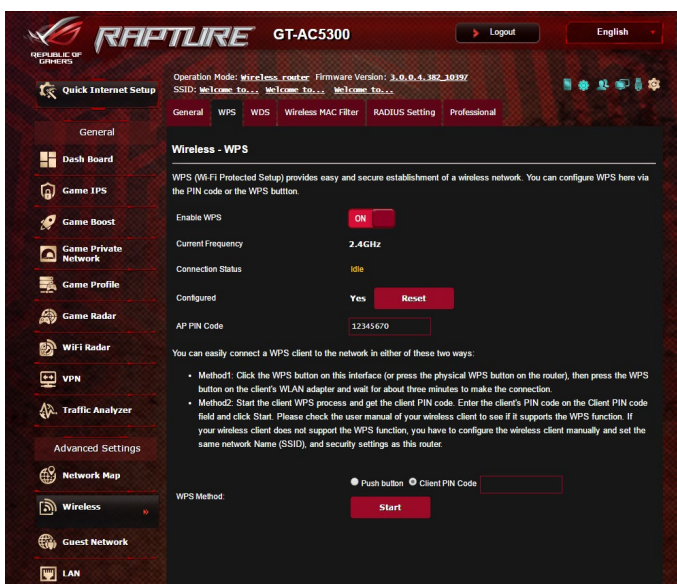 REPUBLIC OF
GAMERS
RAPTURE GT-AC5300 Logout English
Quick Internet Setup
Operation Mode: Wireless router Firmware Version: 3.0.0.4.382_10397
SSID: Welcome to... Welcome to... Welcome to...
General WPS WDS Wireless MAC Filter RADIUS Setting Professional
General
Dash Board
Game IPS
Game Boost
Game Private
Network
Game Profile
Game Radar
WiFi Radar
VPN
Traffic Analyzer
Advanced Settings
Network Map
Wireless
Guest Network
LAN
Wireless - WPS
WPS (Wi-Fi Protected Setup) provides easy and secure establishment of a wireless network. You can configure WPS here via
the PIN code or the WPS buttton.
Enable WPS ON
Current Frequency 2.4GHz
Connection Status Idle
Configured Yes Reset
AP PIN Code 12345670
You can easily connect a WPS client to the network in either of these two ways:
• Method1: Click the WPS button on this interface (or press the physical WPS button on the router), then press the WPS
button on the client's WLAN adapter and wait for about three minutes to make the connection.
• Method2: Start the client WPS process and get the client PIN code. Enter the client's PIN code on the Client PIN code
field and click Start. Please check the user manual of your wireless client to see if it supports the WPS function. If
your wireless client does not support the WPS function, you have to configure the wireless client manually and set the
same network Name (SSID), and security settings as this router.
WPS Method: Push button Client PIN Code
Start